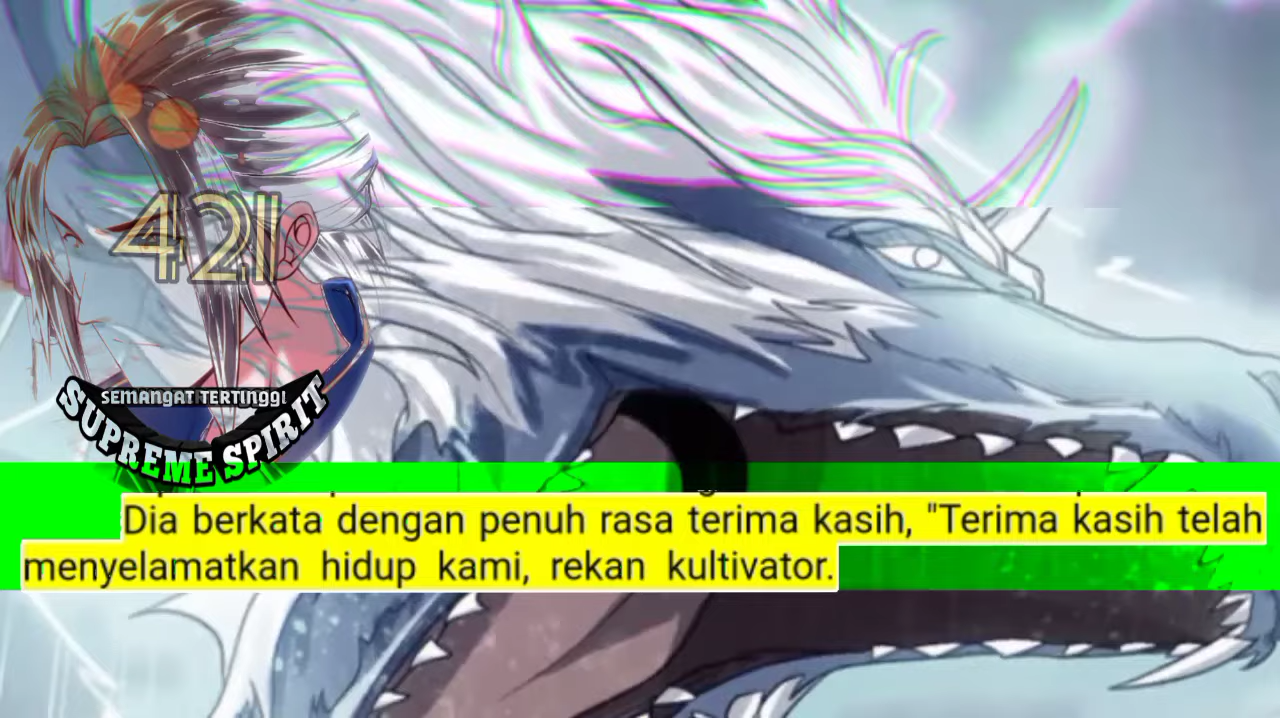 421
SEMANGAT TERTINGGI
SUPREME SPIRIT
Dia berkata dengan penuh rasa terima kasih, "Terima kasih telah
menyelamatkan hidup kami, rekan kultivator.